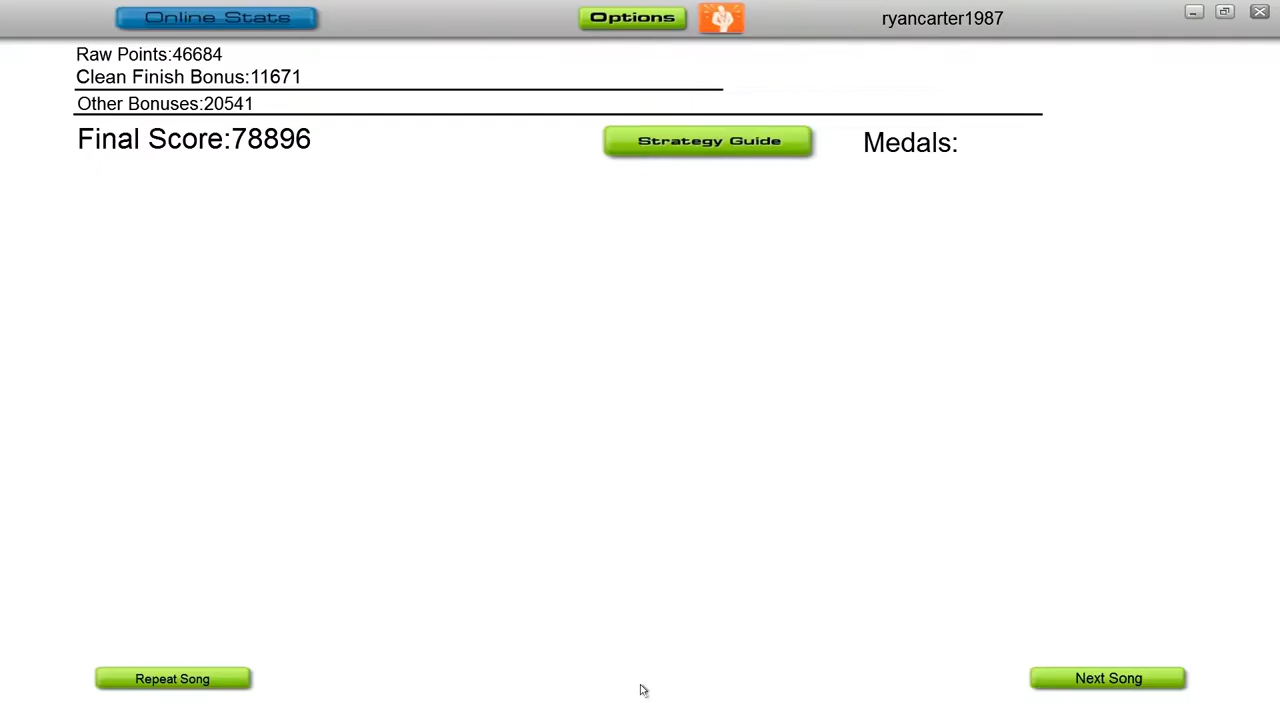 Online Stats
Options
ryancarter1987
Raw Points:46684
Clean Finish Bonus:11671
Other Bonuses:20541
Final Score:78896
Strategy Guide
Medals:
Repeat Song
Next Song